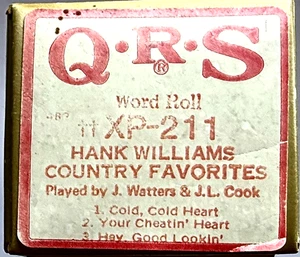 Q·R·S
®
Word Roll
†† XP-211
HANK WILLIAMS
COUNTRY FAVORITES
Played by J. Watters & J.L. Cook
1. Cold, Cold Heart
2. Your Cheatin' Heart
3. Hey, Good Lookin'